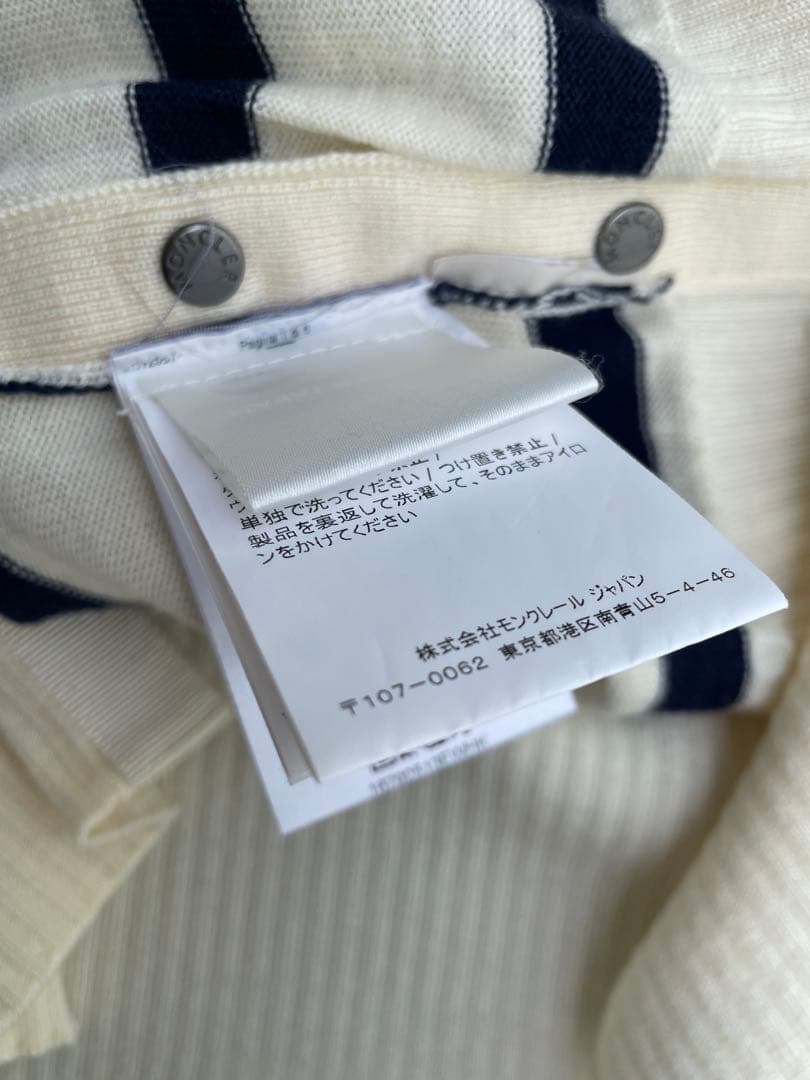 MONCLER
MONCLER
単独で洗ってください / つけ置き禁止 /
製品を裏返して洗濯して、そのままアイロ
ンをかけてください
株式会社モンクレール ジャパン
〒107-0062 東京都港区南青山5-4-46